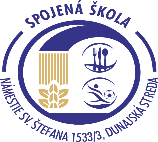 SPOJENÁ ŠKOLA
NÁMESTIE SV. ŠTEFANA 1533/3, DUNAJSKÁ STREDA